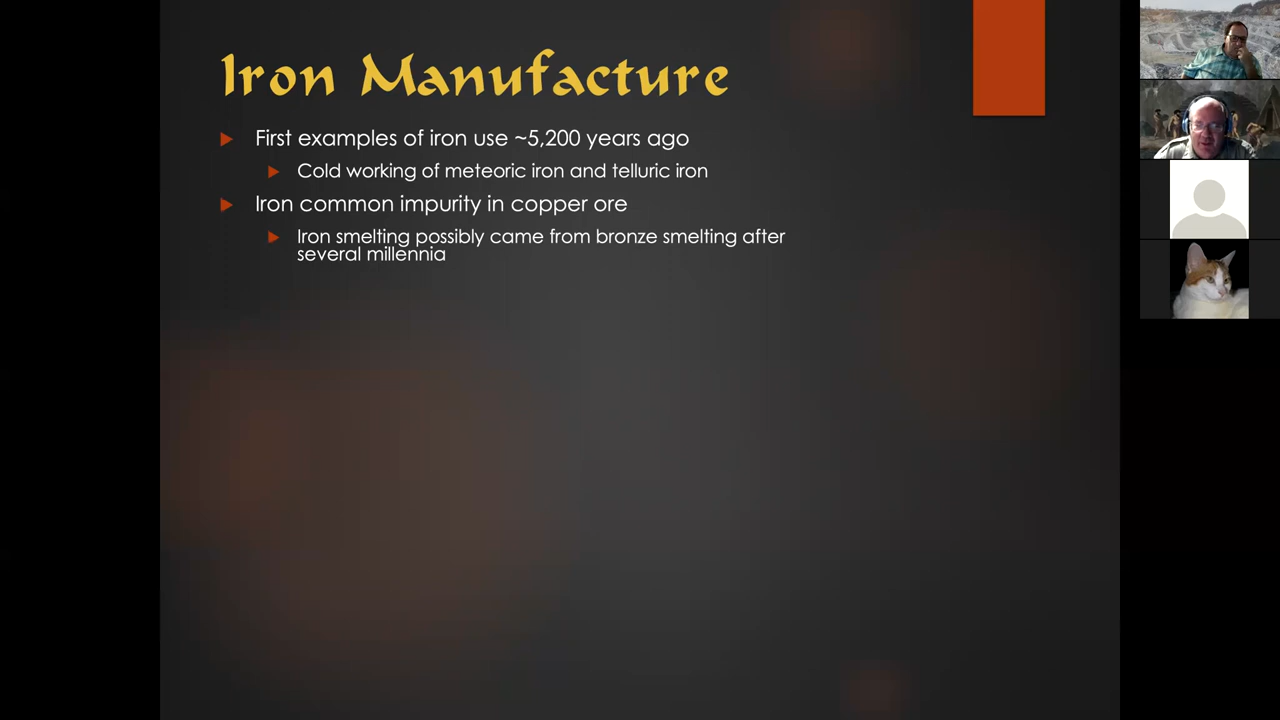 Iron Manufacture
First examples of iron use ~5,200 years ago
Cold working of meteoric iron and telluric iron
Iron common impurity in copper ore
Iron smelting possibly came from bronze smelting after
several millennia